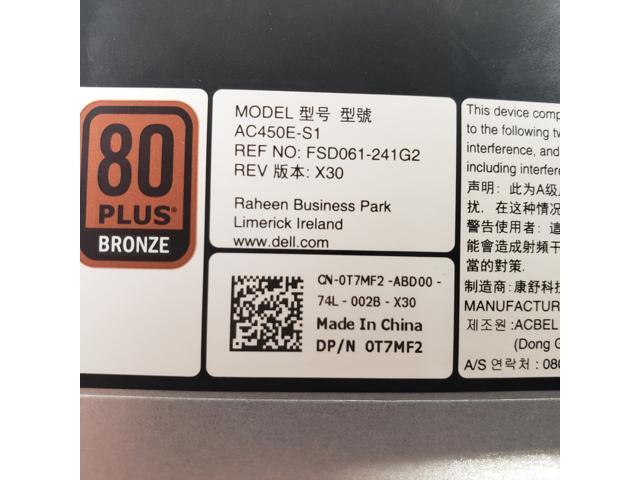 80
PLUS®
BRONZE
MODEL 型号 型號
AC450E-S1
REF NO: FSD061-241G2
REV 版本: X30
Raheen Business Park
Limerick Ireland
www.dell.com
CN-0T7MF2 -ABD00 -
74L - 002B - X30
Made In China
DP/N 0T7MF2
This device comp
to the following tw
interference, and
including interfere
声明: 此为A级
扰，在这种情况
警告使用者: 這
能會造成射頻干
當的對策.
制造商: 康舒科技
MANUFACTUR
제조원 :ACBEL
(Dong G
A/S 연락처 : 080